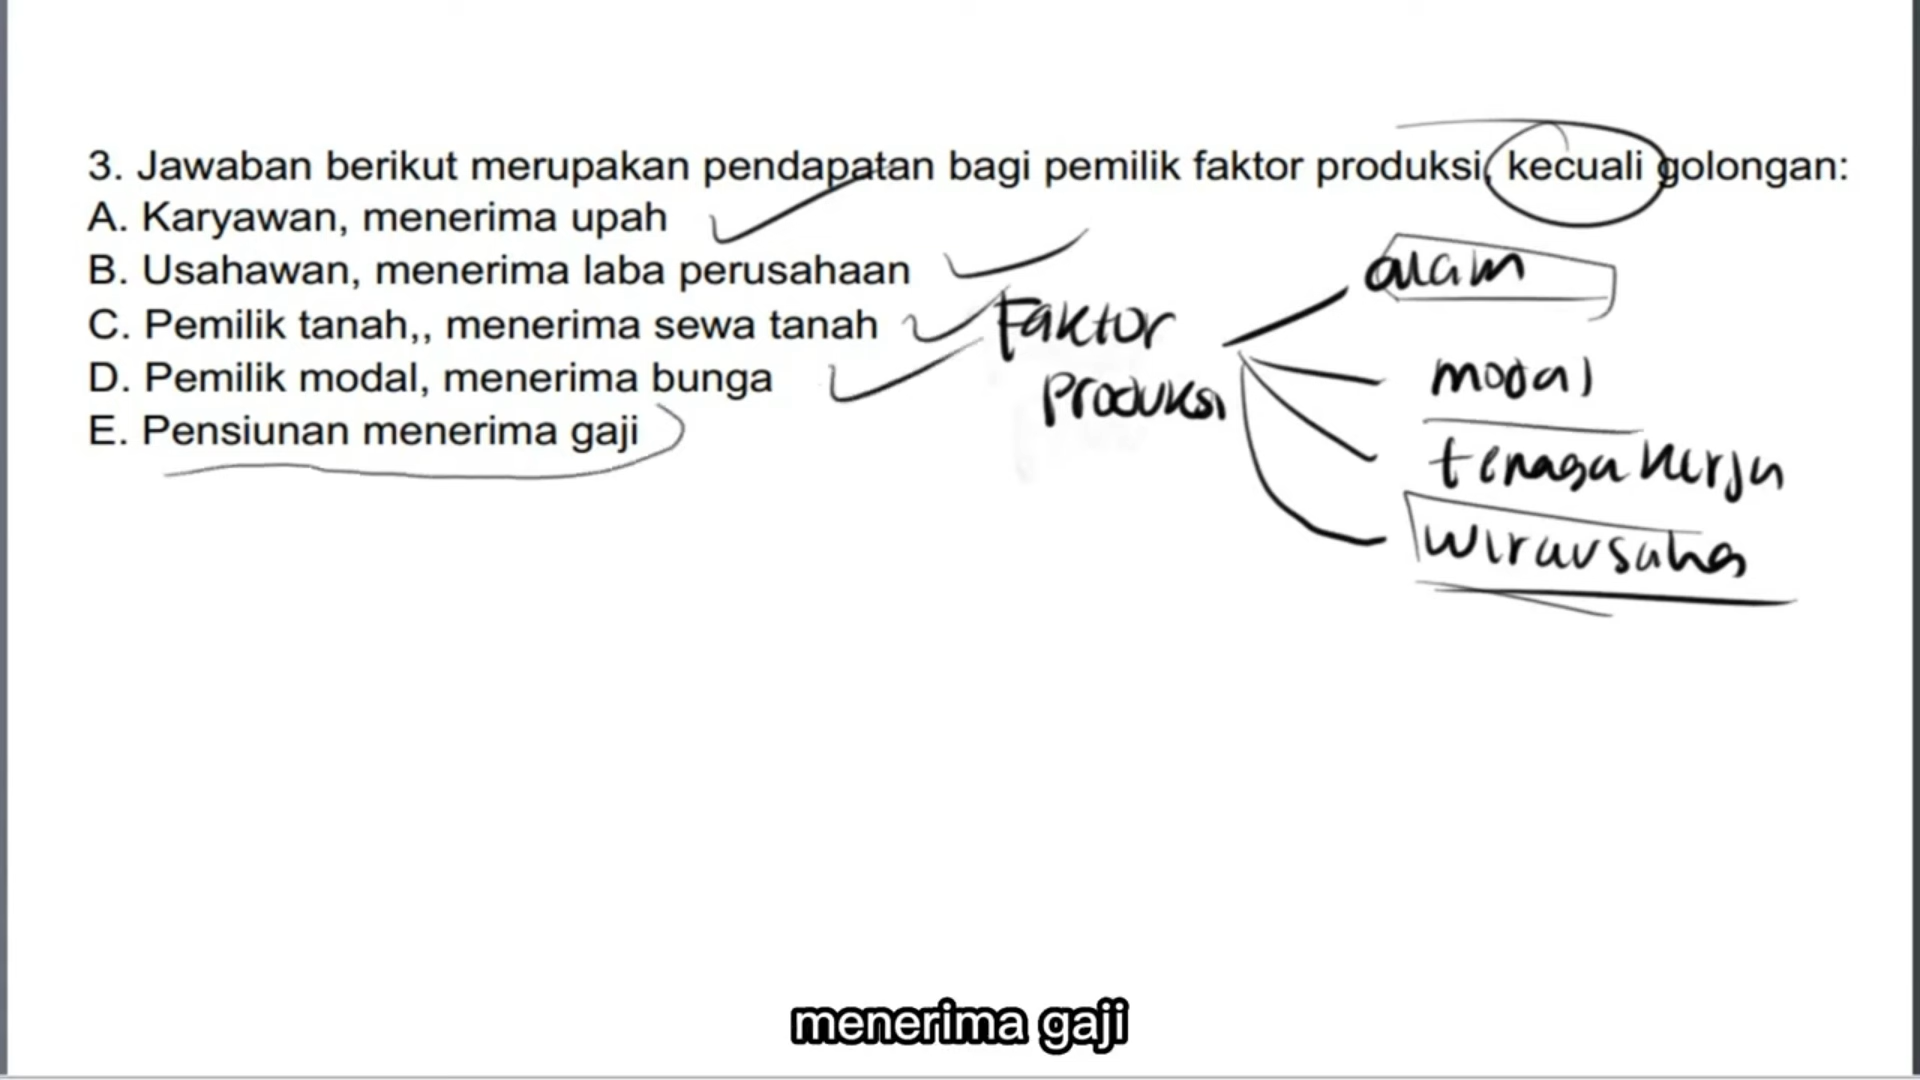 3. Jawaban berikut merupakan pendapatan bagi pemilik faktor produksi, kecuali golongan:
A. Karyawan, menerima upah
B. Usahawan, menerima laba perusahaan
C. Pemilik tanah,, menerima sewa tanah
D. Pemilik modal, menerima bunga
E. Pensiunan menerima gaji
Faktor
Produksi
alam
modal
tenaga kerja
wirausaha
menerima gaji